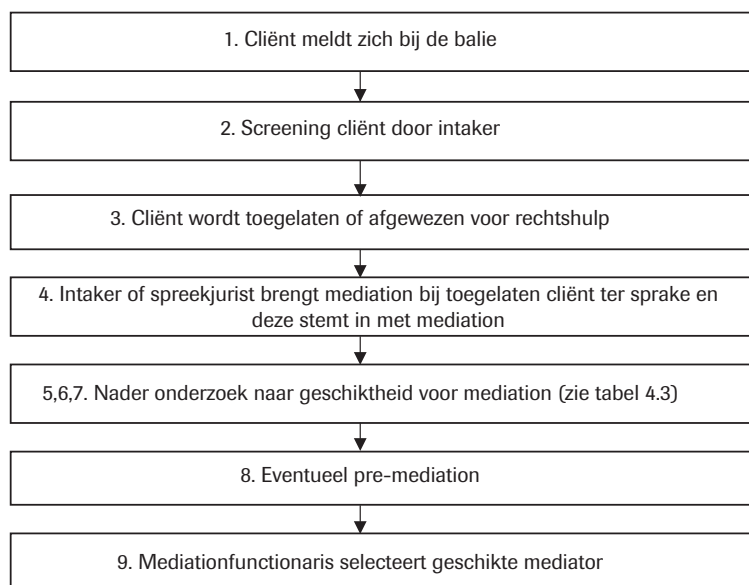 1. Cliënt meldt zich bij de balie
2. Screening cliënt door intaker
3. Cliënt wordt toegelaten of afgewezen voor rechtshulp
4. Intaker of spreekjurist brengt mediation bij toegelaten cliënt ter sprake en
deze stemt in met mediation
5,6,7. Nader onderzoek naar geschiktheid voor mediation (zie tabel 4.3)
8. Eventueel pre-mediation
9. Mediationfunctionaris selecteert geschikte mediator